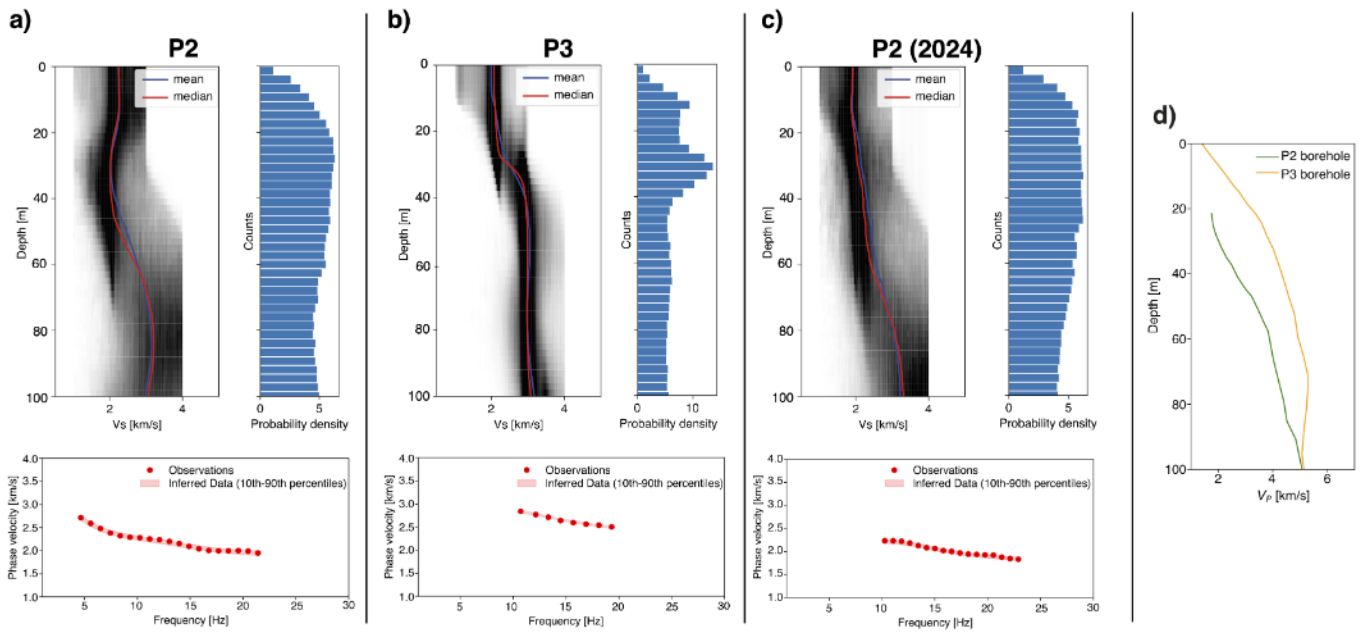 a)
P2
mean
median
0
20
40
60
80
100
Depth [m]
2
4
Vs [km/s]
Counts
0
5
Probability density
Observations
Inferred Data (10th-90th percentiles)
4.0
3.5
3.0
2.5
2.0
1.5
1.0
Phase velocity [km/s]
5
10
15
20
25
30
Frequency [Hz]
b)
P3
mean
median
0
20
40
60
80
100
Depth [m]
2
4
Vs [km/s]
Counts
0
5
10
Probability density
Observations
Inferred Data (10th-90th percentiles)
4.0
3.5
3.0
2.5
2.0
1.5
1.0
Phase velocity [km/s]
5
10
15
20
25
30
Frequency [Hz]
c)
P2 (2024)
mean
median
0
20
40
60
80
100
Depth [m]
2
4
Vs [km/s]
Counts
0
5
Probability density
Observations
Inferred Data (10th-90th percentiles)
4.0
3.5
3.0
2.5
2.0
1.5
1.0
Phase velocity [km/s]
5
10
15
20
25
30
Frequency [Hz]
d)
P2 borehole
P3 borehole
0
20
40
60
80
100
Depth [m]
2
4
6
VP [km/s]